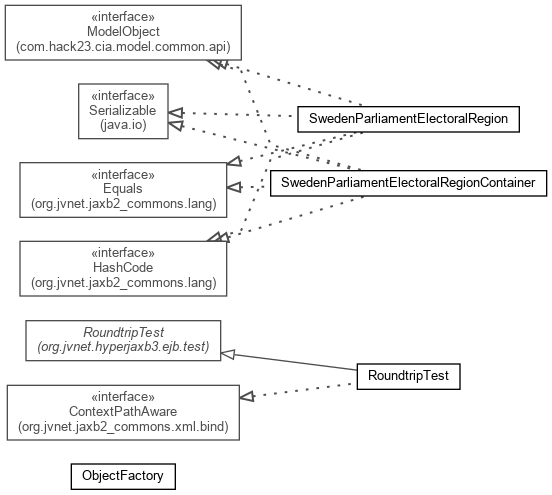 «interface»
ModelObject
(com.hack23.cia.model.common.api)
«interface»
Serializable
(java.io)
SwedenParliamentElectoralRegion
«interface»
Equals
(org.jvnet.jaxb2_commons.lang)
SwedenParliamentElectoralRegionContainer
«interface»
HashCode
(org.jvnet.jaxb2_commons.lang)
RoundtripTest
(org.jvnet.hyperjaxb3.ejb.test)
RoundtripTest
«interface»
ContextPathAware
(org.jvnet.jaxb2_commons.xml.bind)
ObjectFactory